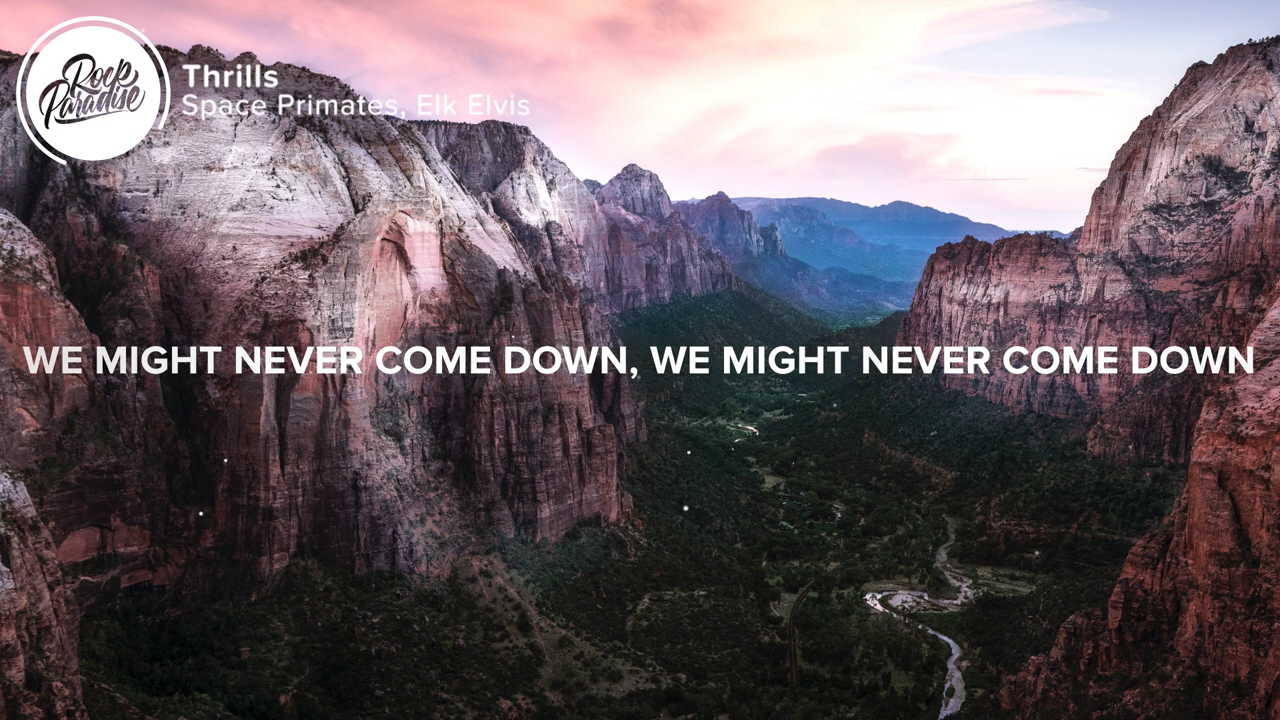 Rock
Paradise
Thrills
Space Primates, Elk Elvis
WE MIGHT NEVER COME DOWN, WE MIGHT NEVER COME DOWN